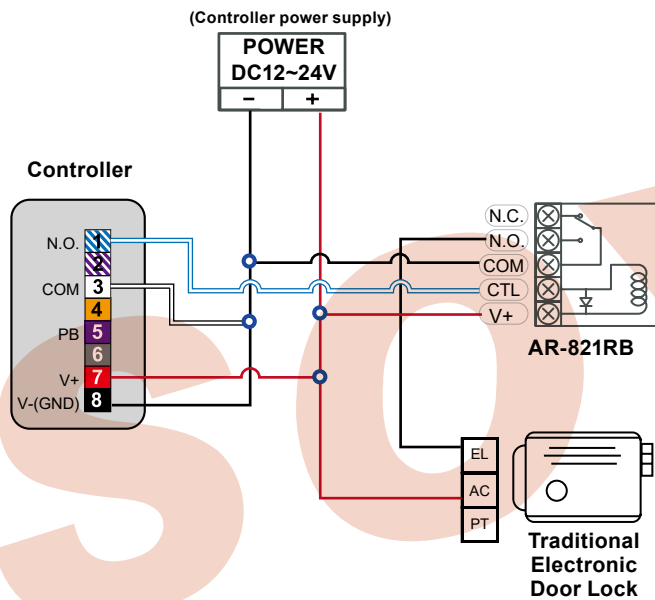 (Controller power supply)
POWER
DC12~24V
− +
Controller
N.O. 1
2
COM 3
4
PB 5
6
V+ 7
V-(GND) 8
N.C.
N.O.
COM
CTL
V+
AR-821RB
EL
AC
PT
Traditional
Electronic
Door Lock